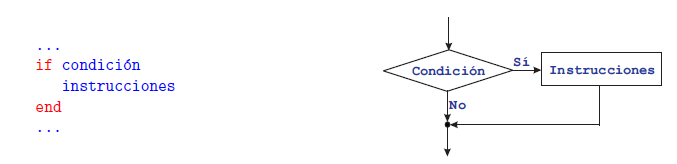 ...
if condición
instrucciones
end
...
Condición
Sí
Instrucciones
No